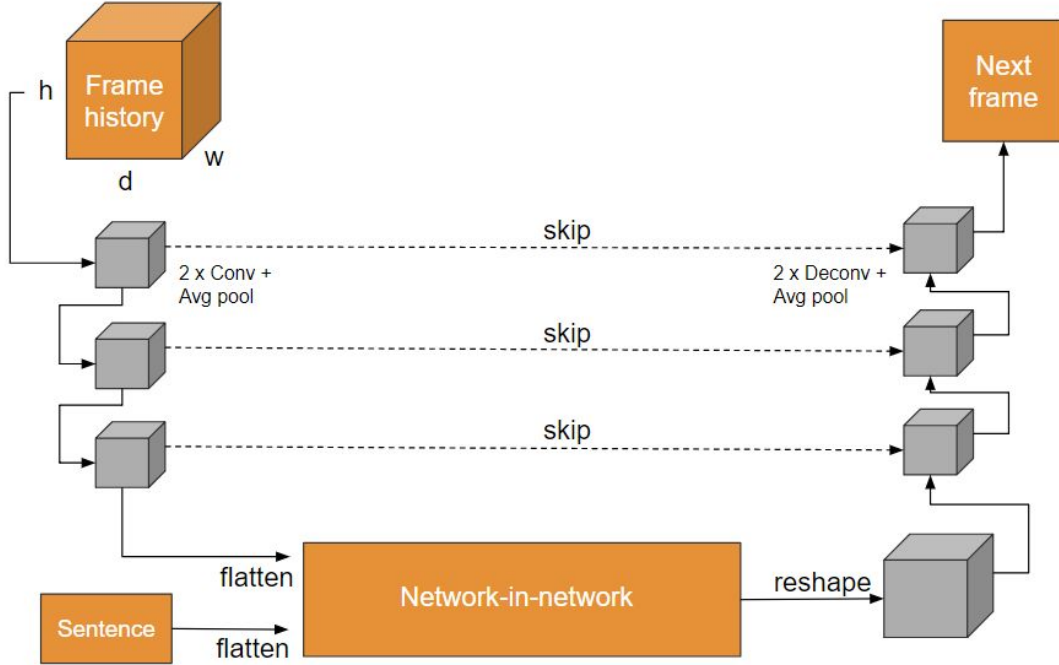 Frame
history
h
w
d
Next
frame
skip
2 x Conv +
Avg pool
2 x Deconv +
Avg pool
skip
skip
flatten
Network-in-network
reshape
Sentence
flatten